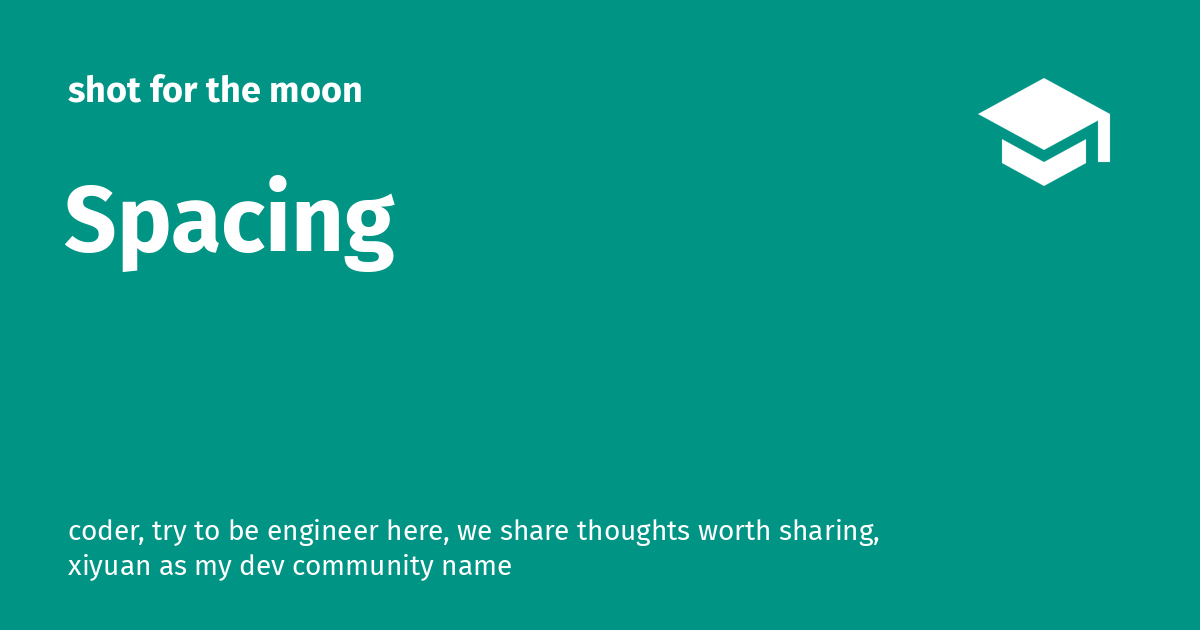 shot for the moon
Spacing
coder, try to be engineer here, we share thoughts worth sharing,
xiyuan as my dev community name